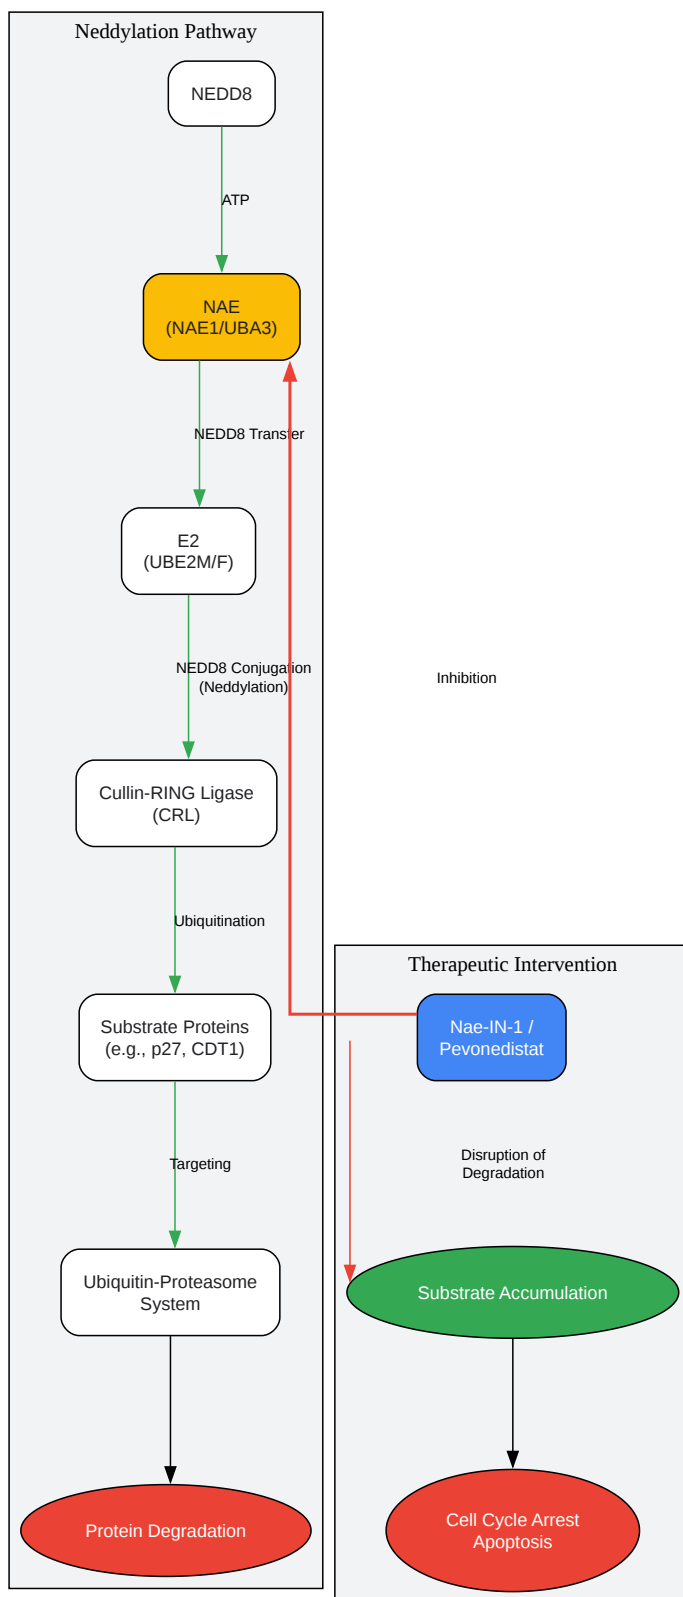 Neddylation Pathway
NEDD8
ATP
NAE
(NAE1/UBA3)
NEDD8 Transfer
E2
(UBE2M/F)
NEDD8 Conjugation
(Neddylation)
Inhibition
Cullin-RING Ligase
(CRL)
Ubiquitination
Therapeutic Intervention
Substrate Proteins
(e.g., p27, CDT1)
Nae-IN-1 /
Pevonedistat
Targeting
Disruption of
Degradation
Ubiquitin-Proteasome
System
Substrate Accumulation
Protein Degradation
Cell Cycle Arrest
Apoptosis